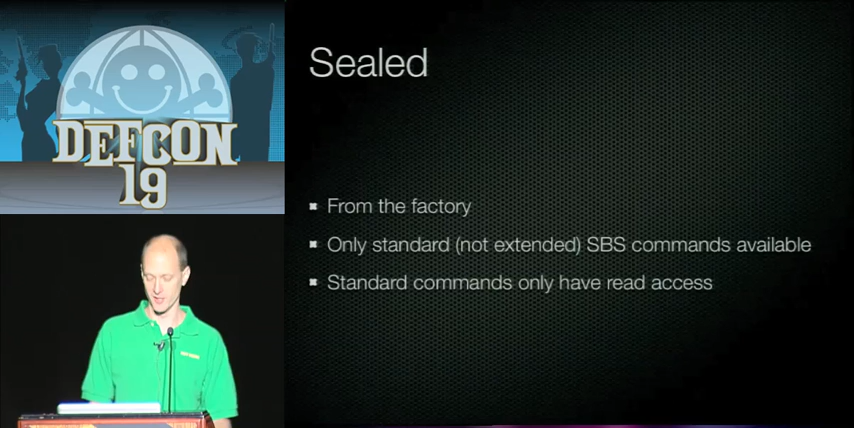 DEFCON
19
Sealed
From the factory
Only standard (not extended) SBS commands available
Standard commands only have read access